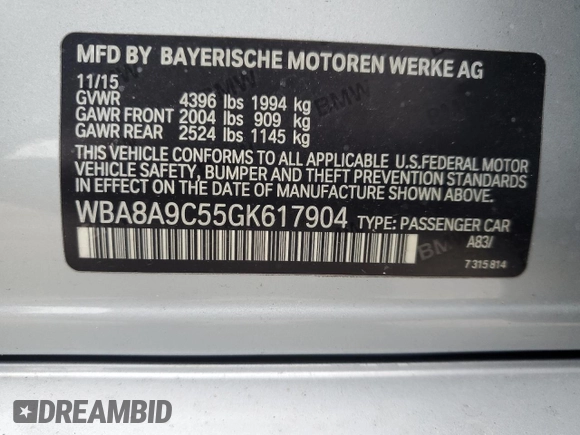 MFD BY BAYERISCHE MOTOREN WERKE AG
11/15
GVWR 4396 lbs 1994 kg
GAWR FRONT 2004 lbs 909 kg
GAWR REAR 2524 lbs 1145 kg
THIS VEHICLE CONFORMS TO ALL APPLICABLE U.S.FEDERAL MOTOR
VEHICLE SAFETY, BUMPER AND THEFT PREVENTION STANDARDS
IN EFFECT ON THE DATE OF MANUFACTURE SHOWN ABOVE.
WBA8A9C55GK617904 TYPE: PASSENGER CAR
A83/
7315814
DREAMBID